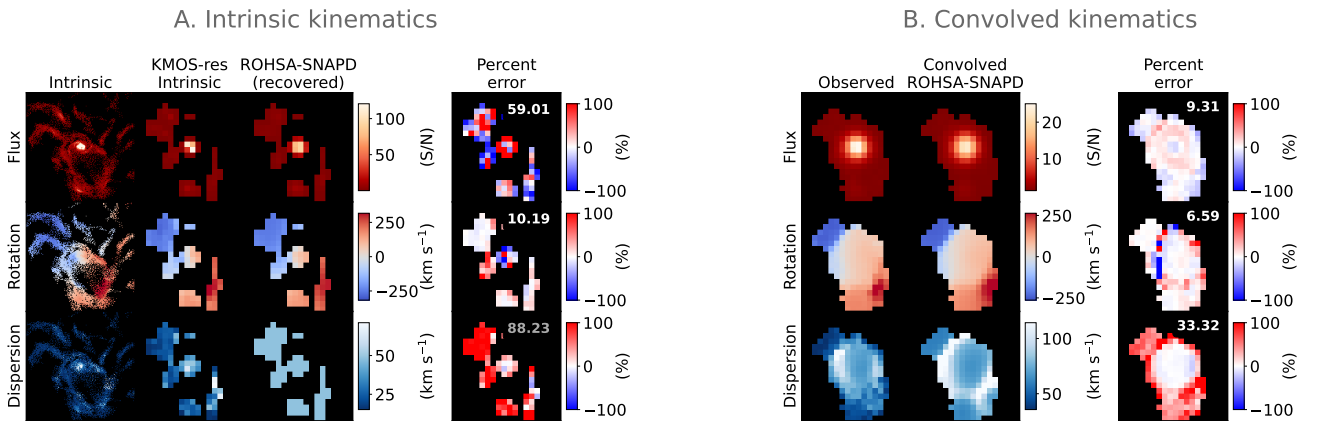 A. Intrinsic kinematics
B. Convolved kinematics
Intrinsic
KMOS-res
Intrinsic
ROHSA-SNAPD
(recovered)
Percent
error
Observed
Convolved
ROHSA-SNAPD
Percent
error
Flux
100
50
(S/N)
59.01
100
0
−100
(%)
Flux
20
10
(S/N)
9.31
100
0
−100
(%)
Rotation
250
0
−250
(km s⁻¹)
10.19
100
0
−100
(%)
Rotation
250
0
−250
(km s⁻¹)
6.59
100
0
−100
(%)
Dispersion
50
25
(km s⁻¹)
88.23
100
0
−100
(%)
Dispersion
100
50
(km s⁻¹)
33.32
100
0
−100
(%)